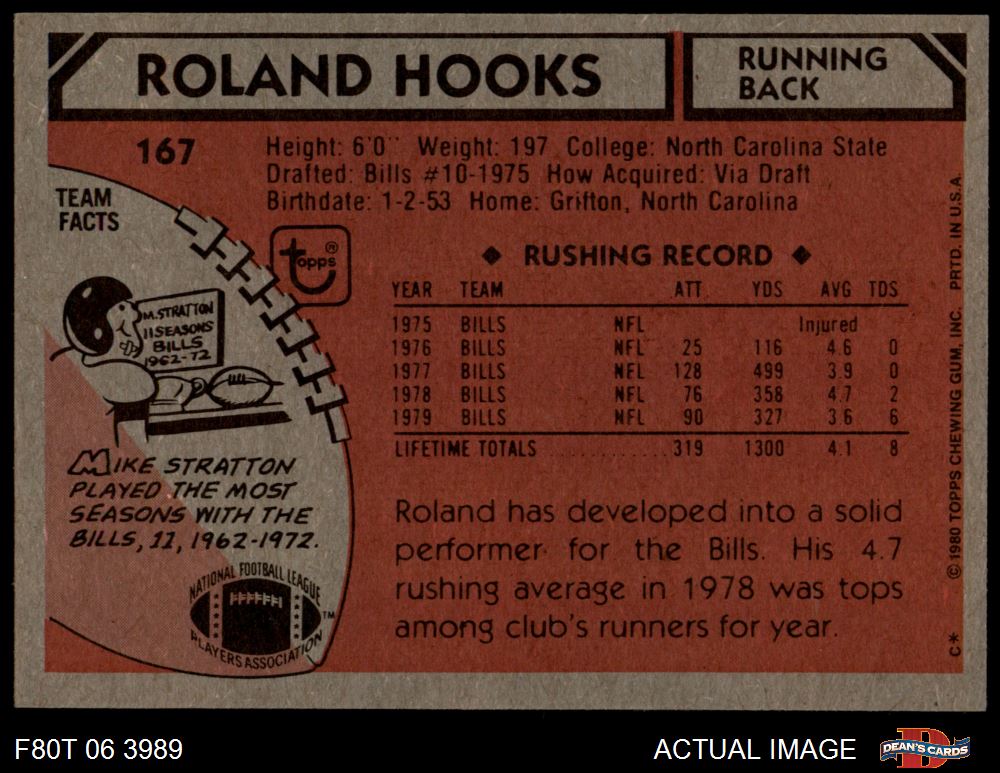 ROLAND HOOKS
RUNNING
BACK
167
Height: 6'0" Weight: 197 College: North Carolina State
Drafted: Bills #10-1975 How Acquired: Via Draft
Birthdate: 1-2-53 Home: Grifton, North Carolina
TEAM
FACTS
topps®
M. STRATTON
11 SEASONS
BILLS
1962-72
MIKE STRATTON
PLAYED THE MOST
SEASONS WITH THE
BILLS, 11, 1962-1972.
NATIONAL FOOTBALL LEAGUE
PLAYERS ASSOCIATION
TM
◆ RUSHING RECORD ◆
YEAR TEAM ATT YDS AVG TDS
1975 BILLS NFL Injured
1976 BILLS NFL 25 116 4.6 0
1977 BILLS NFL 128 499 3.9 0
1978 BILLS NFL 76 358 4.7 2
1979 BILLS NFL 90 327 3.6 6
LIFETIME TOTALS ............ 319 1300 4.1 8
Roland has developed into a solid
performer for the Bills. His 4.7
rushing average in 1978 was tops
among club's runners for year.
C* © 1980 TOPPS CHEWING GUM, INC. PRTD. IN U.S.A.
F80T 06 3989
ACTUAL IMAGE
DEAN'S CARDS